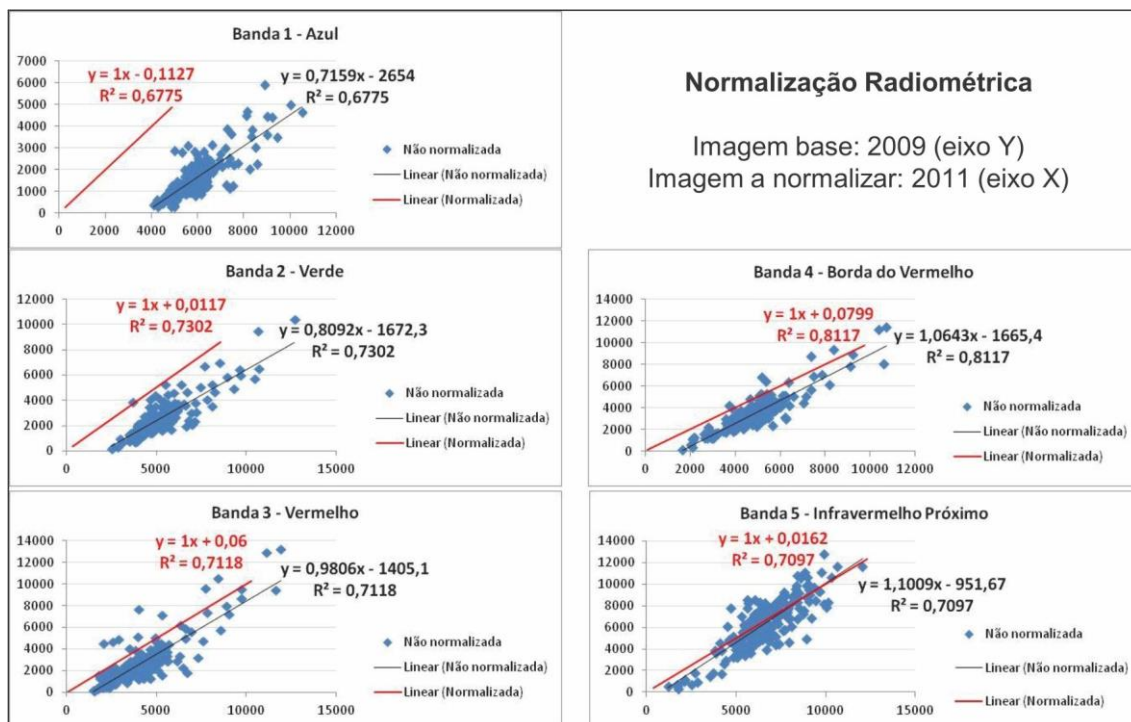 Banda 1 - Azul
7000
6000
5000
4000
3000
2000
1000
0
y = 1x - 0,1127
R² = 0,6775
y = 0,7159x - 2654
R² = 0,6775
0 2000 4000 6000 8000 10000 12000
Não normalizada
Linear (Não normalizada)
Linear (Normalizada)
Normalização Radiométrica
Imagem base: 2009 (eixo Y)
Imagem a normalizar: 2011 (eixo X)
Banda 2 - Verde
12000
10000
8000
6000
4000
2000
0
y = 1x + 0,0117
R² = 0,7302
y = 0,8092x - 1672,3
R² = 0,7302
0 5000 10000 15000
Não normalizada
Linear (Não normalizada)
Linear (Normalizada)
Banda 4 - Borda do Vermelho
14000
12000
10000
8000
6000
4000
2000
0
y = 1x + 0,0799
R² = 0,8117
y = 1,0643x - 1665,4
R² = 0,8117
0 2000 4000 6000 8000 10000 12000
Não normalizada
Linear (Não normalizada)
Linear (Normalizada)
Banda 3 - Vermelho
14000
12000
10000
8000
6000
4000
2000
0
y = 1x + 0,06
R² = 0,7118
y = 0,9806x - 1405,1
R² = 0,7118
0 5000 10000 15000
Não normalizada
Linear (Não normalizada)
Linear (Normalizada)
Banda 5 - Infravermelho Próximo
14000
12000
10000
8000
6000
4000
2000
0
y = 1x + 0,0162
R² = 0,7097
y = 1,1009x - 951,67
R² = 0,7097
0 5000 10000 15000
Não normalizada
Linear (Não normalizada)
Linear (Normalizada)